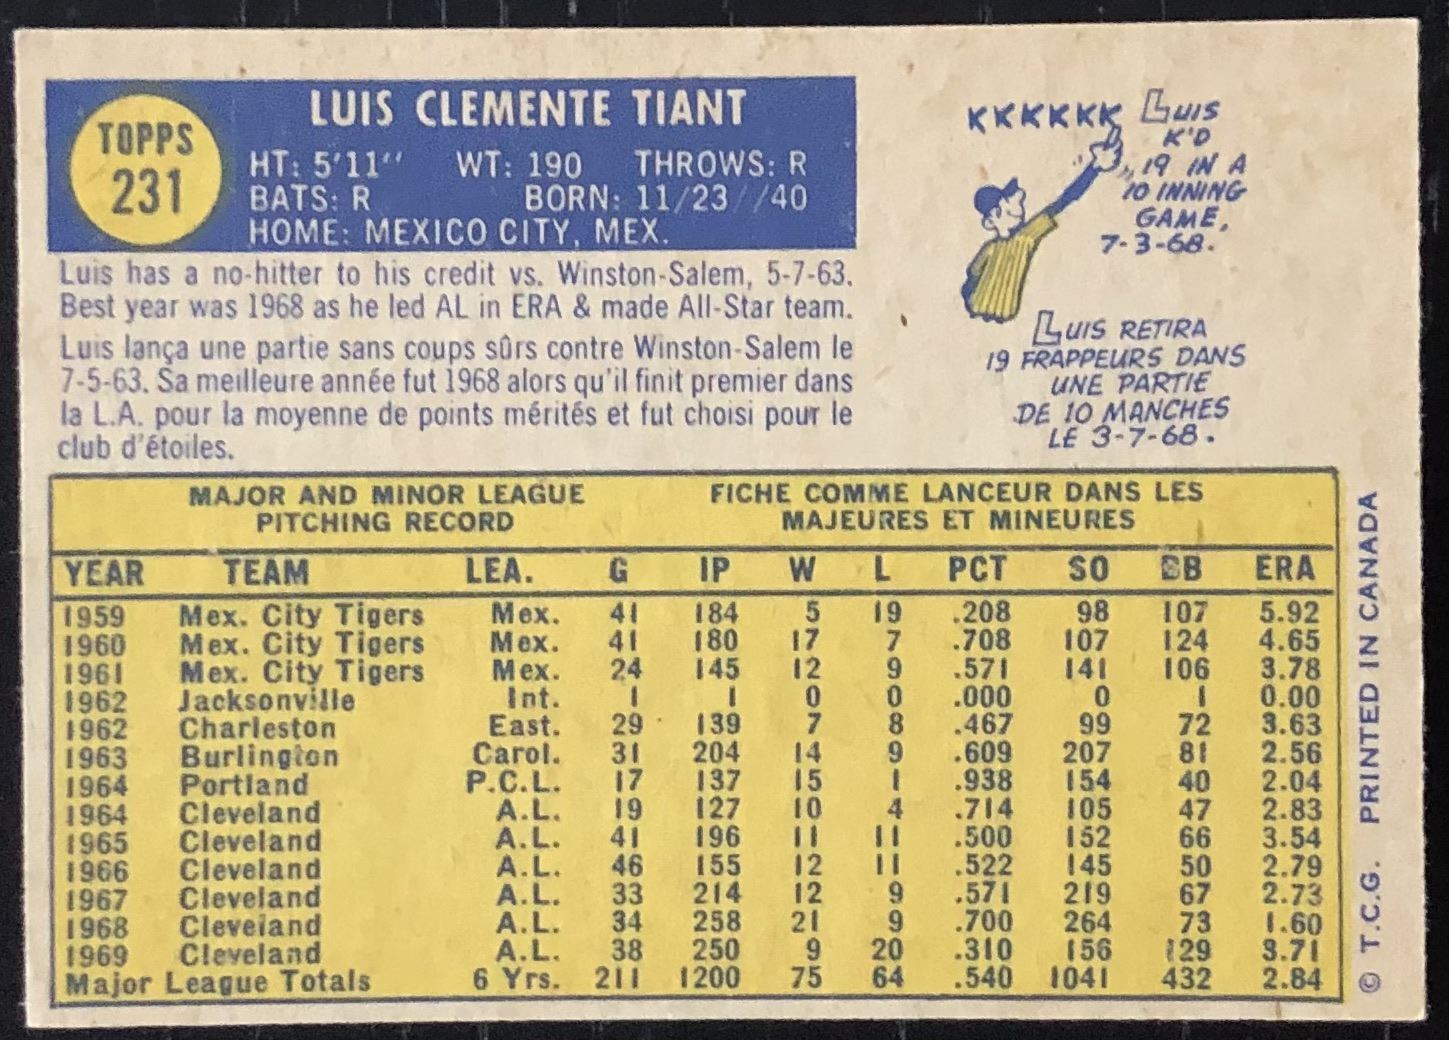 TOPPS
231
LUIS CLEMENTE TIANT
HT: 5'11" WT: 190 THROWS: R
BATS: R BORN: 11/23//40
HOME: MEXICO CITY, MEX.
Luis has a no-hitter to his credit vs. Winston-Salem, 5-7-63.
Best year was 1968 as he led AL in ERA & made All-Star team.
Luis lança une partie sans coups sûrs contre Winston-Salem le
7-5-63. Sa meilleure année fut 1968 alors qu'il finit premier dans
la L.A. pour la moyenne de points mérités et fut choisi pour le
club d'étoiles.
KKKKKK
LUIS
K'D
19 IN A
10 INNING
GAME,
7-3-68.
LUIS RETIRA
19 FRAPPEURS DANS
UNE PARTIE
DE 10 MANCHES
LE 3-7-68.
MAJOR AND MINOR LEAGUE
PITCHING RECORD
FICHE COMME LANCEUR DANS LES
MAJEURES ET MINEURES
YEAR TEAM LEA. G IP W L PCT SO BB ERA
1959 Mex. City Tigers Mex. 41 184 5 19 .208 98 107 5.92
1960 Mex. City Tigers Mex. 41 180 17 7 .708 107 124 4.65
1961 Mex. City Tigers Mex. 24 145 12 9 .571 141 106 3.78
1962 Jacksonville Int. 1 1 0 0 .000 0 1 0.00
1962 Charleston East. 29 139 7 8 .467 99 72 3.63
1963 Burlington Carol. 31 204 14 9 .609 207 81 2.56
1964 Portland P.C.L. 17 137 15 1 .938 154 40 2.04
1964 Cleveland A.L. 19 127 10 4 .714 105 47 2.83
1965 Cleveland A.L. 41 196 11 11 .500 152 66 3.54
1966 Cleveland A.L. 46 155 12 11 .522 145 50 2.79
1967 Cleveland A.L. 33 214 12 9 .571 219 67 2.73
1968 Cleveland A.L. 34 258 21 9 .700 264 73 1.60
1969 Cleveland A.L. 38 250 9 20 .310 156 129 3.71
Major League Totals 6 Yrs. 211 1200 75 64 .540 1041 432 2.84
© T.C.G. PRINTED IN CANADA